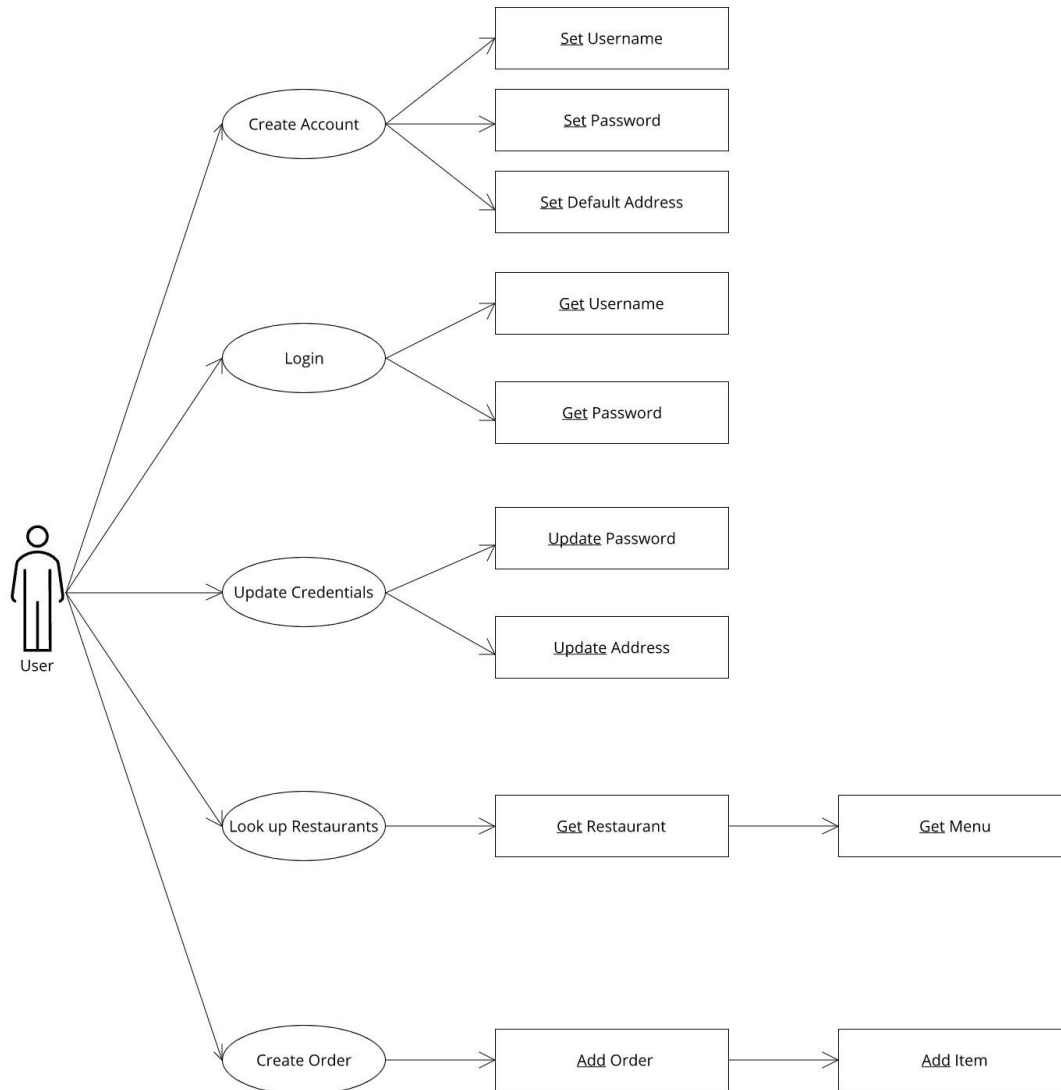 Set Username
Create Account
Set Password
Set Default Address
Get Username
Login
Get Password
Update Password
Update Credentials
Update Address
User
Look up Restaurants
Get Restaurant
Get Menu
Create Order
Add Order
Add Item